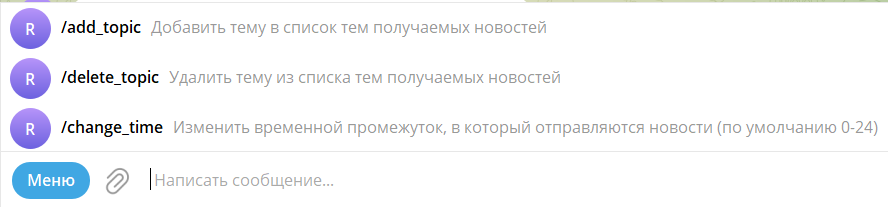 R /add_topic Добавить тему в список тем получаемых новостей
R /delete_topic Удалить тему из списка тем получаемых новостей
R /change_time Изменить временной промежуток, в который отправляются новости (по умолчанию 0-24)
Меню Написать сообщение...